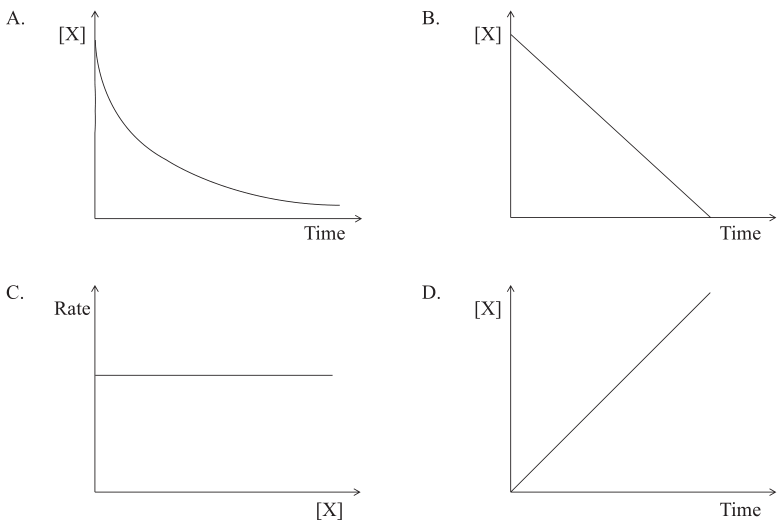 A.
[X]
Time
B.
[X]
Time
C.
Rate
[X]
D.
[X]
Time